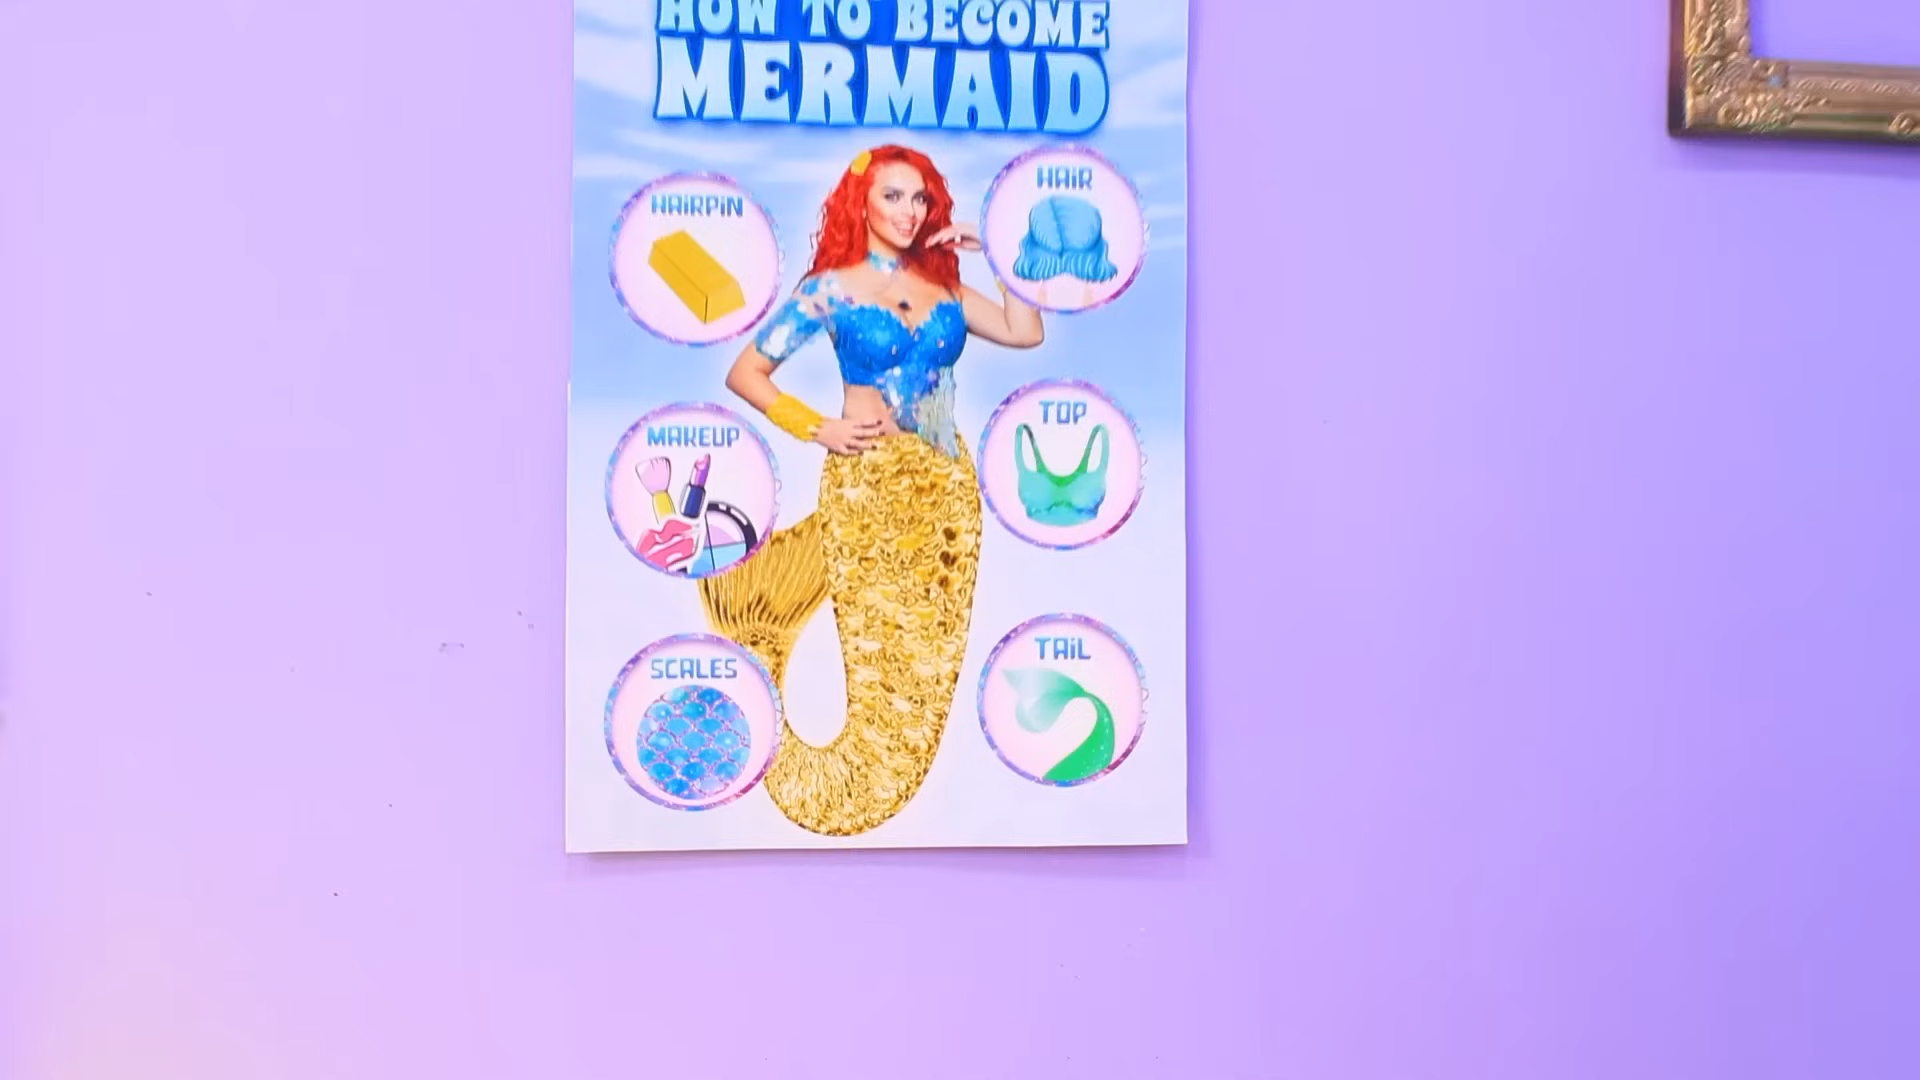 HOW TO BECOME
MERMAID
HAIRPIN
HAIR
MAKEUP
TOP
SCALES
TAIL